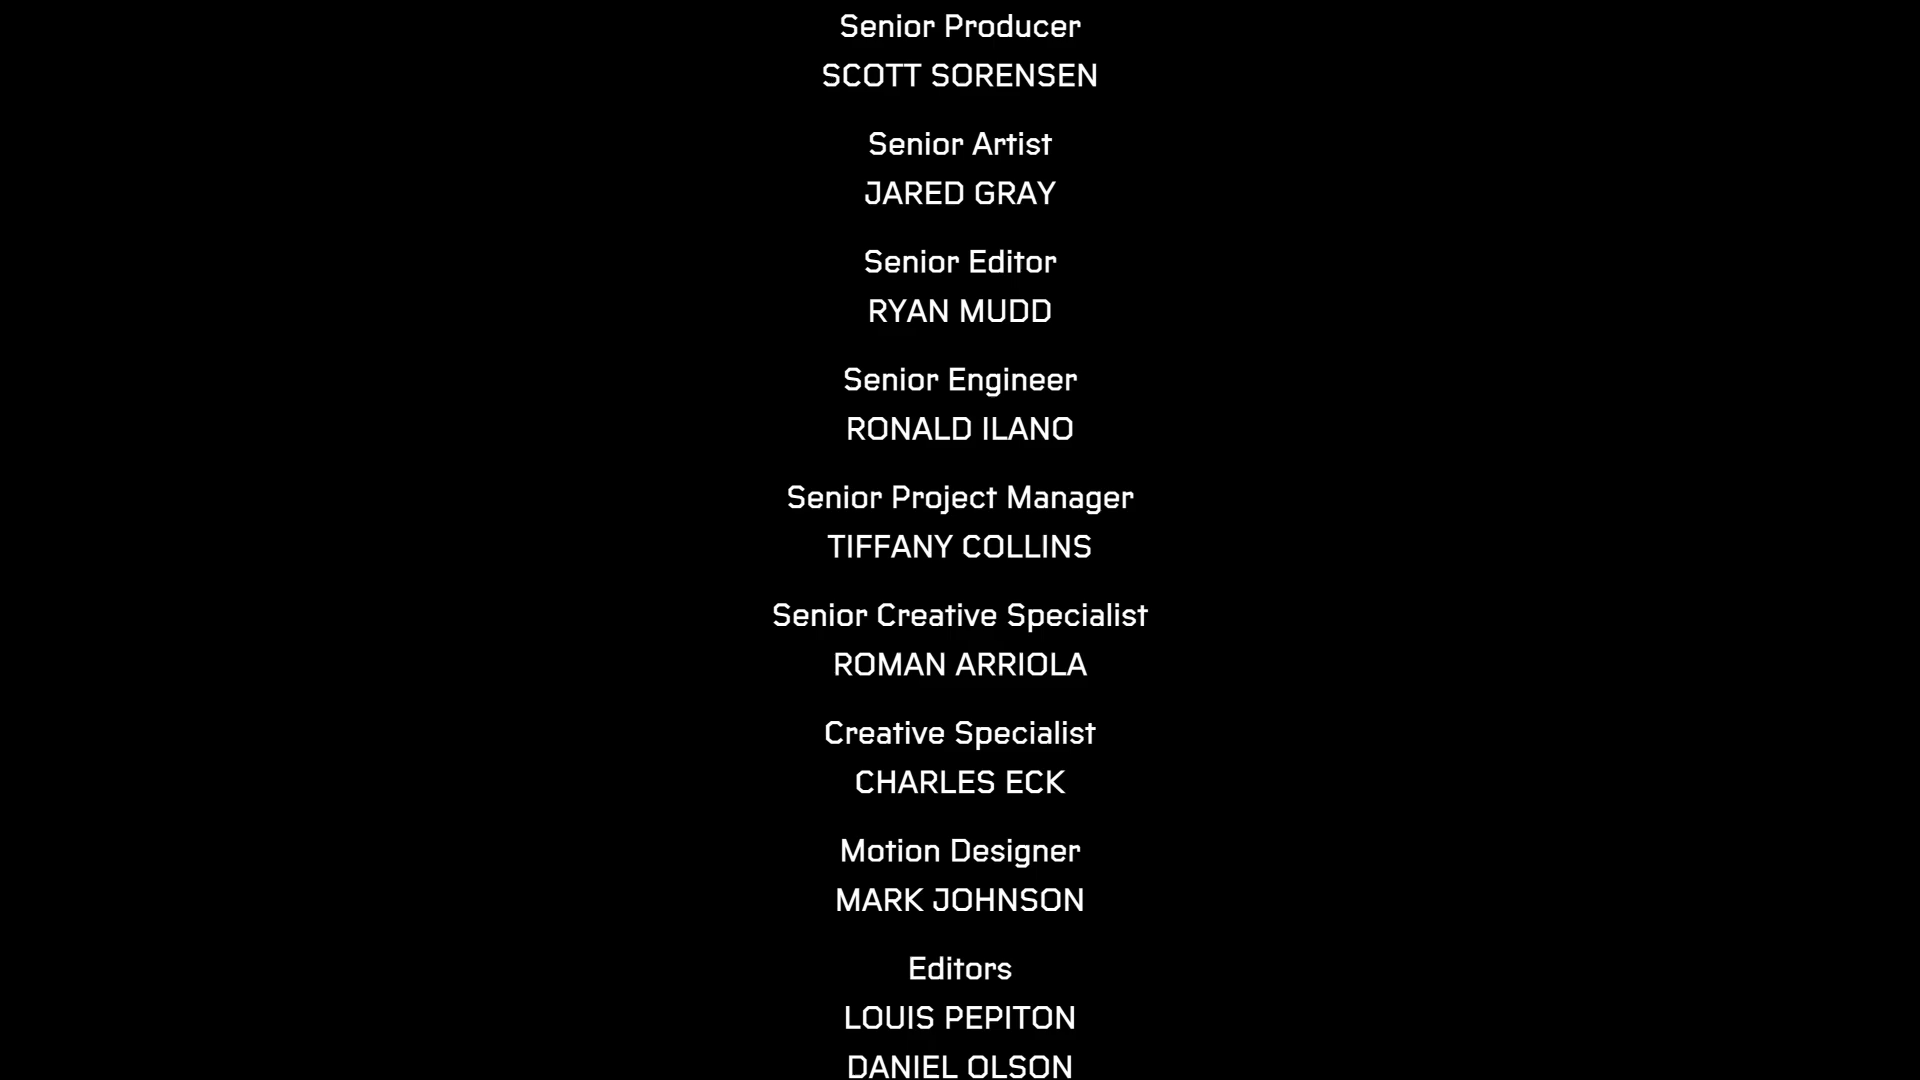 Senior Producer
SCOTT SORENSEN
Senior Artist
JARED GRAY
Senior Editor
RYAN MUDD
Senior Engineer
RONALD ILANO
Senior Project Manager
TIFFANY COLLINS
Senior Creative Specialist
ROMAN ARRIOLA
Creative Specialist
CHARLES ECK
Motion Designer
MARK JOHNSON
Editors
LOUIS PEPITON
DANIEL OLSON